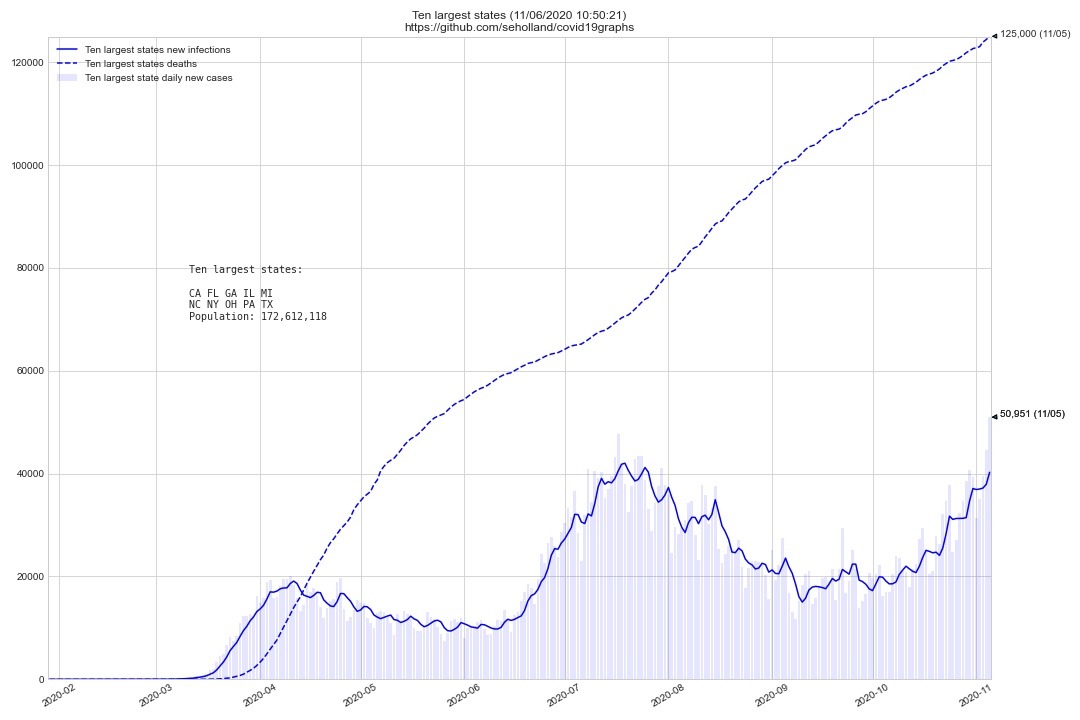 Ten largest states (11/06/2020 10:50:21)
https://github.com/seholland/covid19graphs
125,000 (11/05)
Ten largest states new infections
Ten largest states deaths
Ten largest state daily new cases
120000
100000
80000
Ten largest states:
CA FL GA IL MI
NC NY OH PA TX
Population: 172,612,118
60000
50,951 (11/05)
40000
20000
0
2020-02
2020-03
2020-04
2020-05
2020-06
2020-07
2020-08
2020-09
2020-10
2020-11